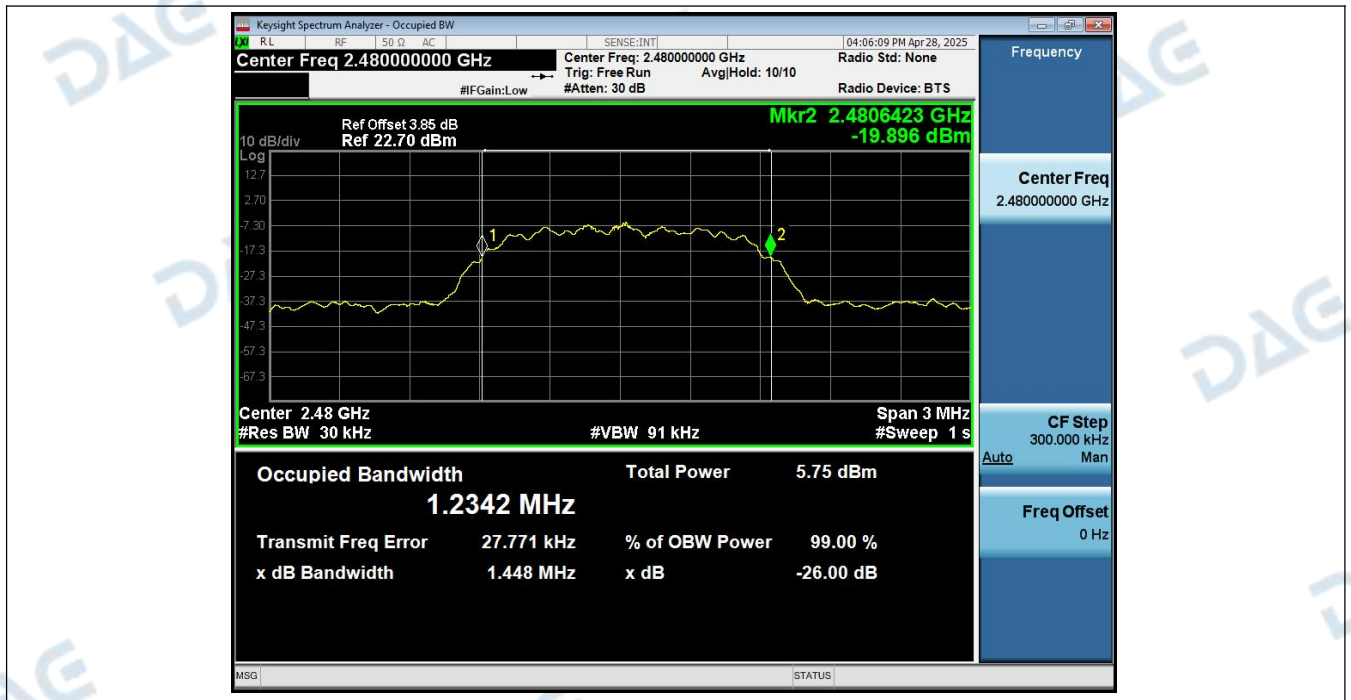 Keysight Spectrum Analyzer - Occupied BW
LXI RL RF 50 Ω AC SENSE:INT 04:06:09 PM Apr 28, 2025
Center Freq 2.480000000 GHz
Center Freq: 2.480000000 GHz Radio Std: None
Trig: Free Run Avg|Hold: 10/10
#IFGain:Low #Atten: 30 dB Radio Device: BTS
Mkr2 2.4806423 GHz
-19.896 dBm
Ref Offset 3.85 dB
10 dB/div Ref 22.70 dBm
Log
12.7
2.70
-7.30
-17.3
-27.3
-37.3
-47.3
-57.3
-67.3
1
2
Center 2.48 GHz Span 3 MHz
#Res BW 30 kHz #VBW 91 kHz #Sweep 1 s
Occupied Bandwidth Total Power 5.75 dBm
1.2342 MHz
Transmit Freq Error 27.771 kHz % of OBW Power 99.00 %
x dB Bandwidth 1.448 MHz x dB -26.00 dB
MSG STATUS
Frequency
Center Freq
2.480000000 GHz
CF Step
300.000 kHz
Auto Man
Freq Offset
0 Hz
DAG
DAG
DAG